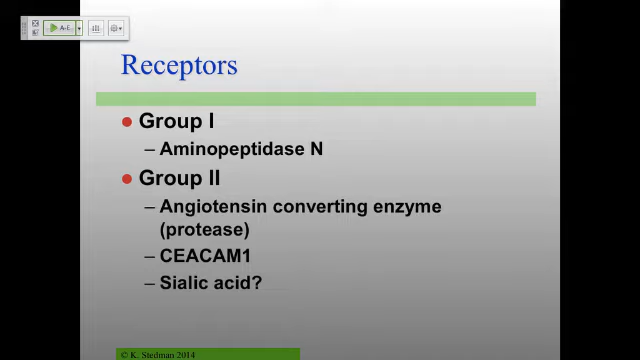 A-E
Receptors
Group I
– Aminopeptidase N
Group II
– Angiotensin converting enzyme
(protease)
– CEACAM1
– Sialic acid?
© K. Stedman 2014